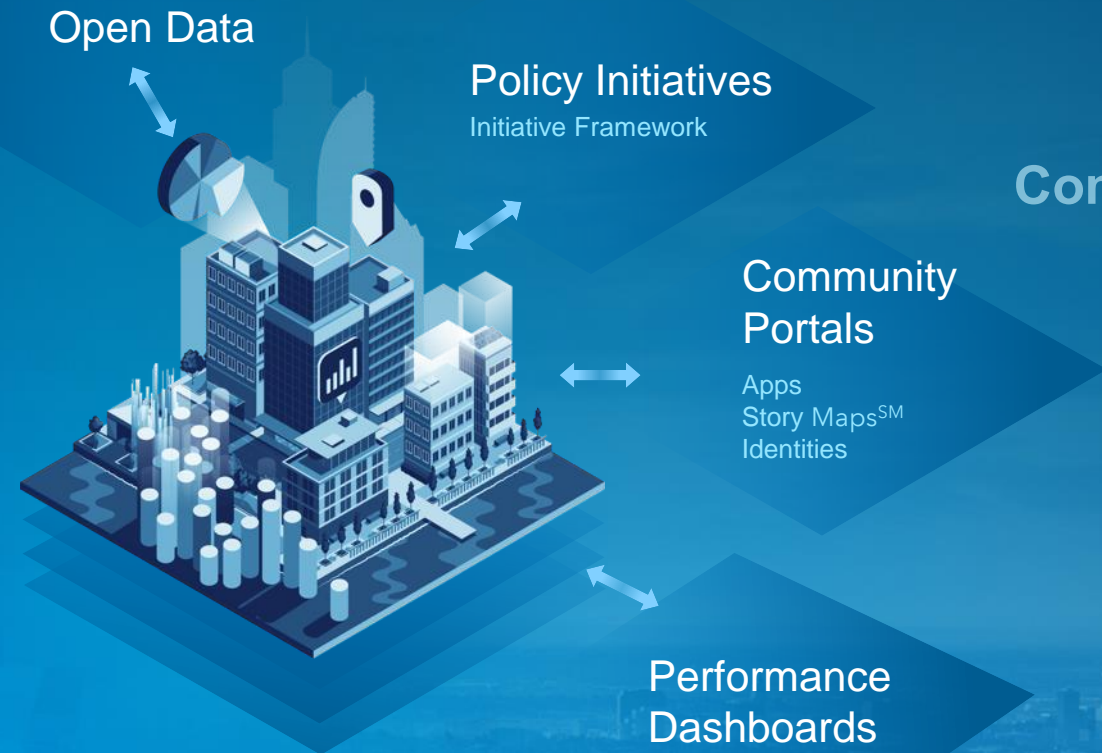 Open Data
Policy Initiatives
Initiative Framework
Community
Portals
Apps
Story Maps℠
Identities
Performance
Dashboards